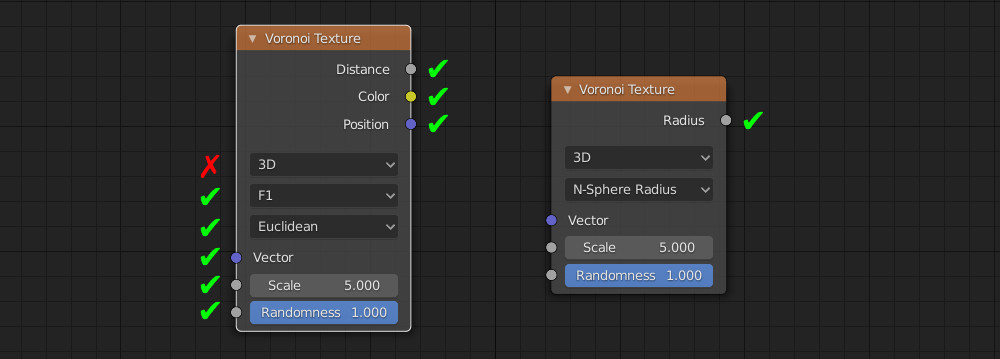 Voronoi Texture
Distance
Color
Position
3D
F1
Euclidean
Vector
Scale 5.000
Randomness 1.000
Voronoi Texture
Radius
3D
N-Sphere Radius
Vector
Scale 5.000
Randomness 1.000